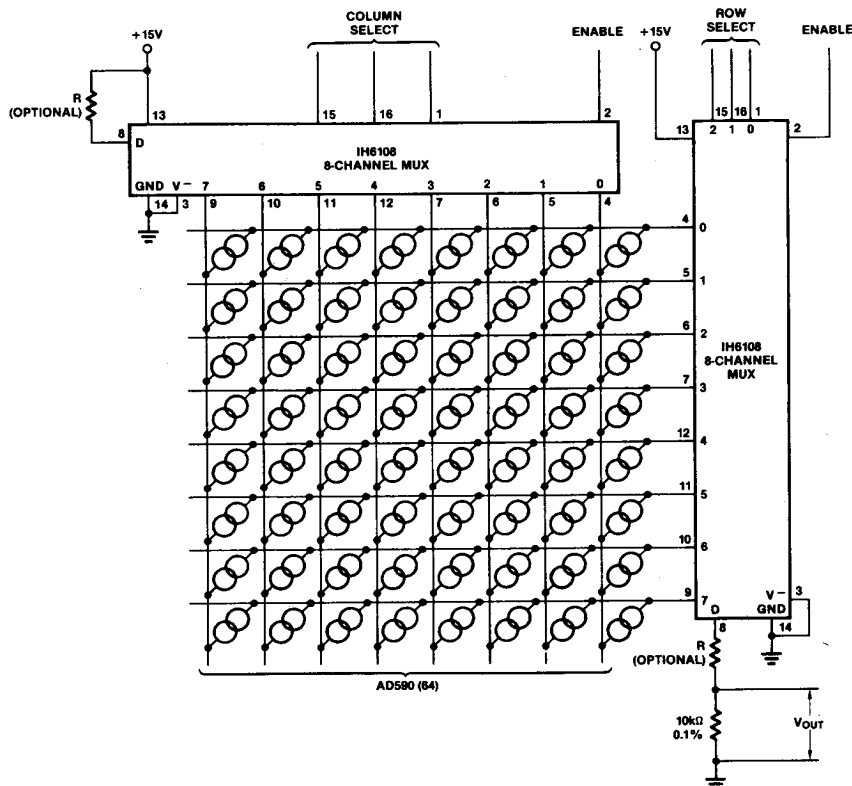 COLUMN
SELECT
ROW
SELECT
+15V
ENABLE
+15V
ENABLE
R
(OPTIONAL)
13
15
16
1
2
8
D
IH6108
8-CHANNEL MUX
GND
V−
7
6
5
4
3
2
1
0
14
3
9
10
11
12
7
6
5
4
15
16
1
13
2
1
0
2
4
0
5
1
6
2
7
3
12
4
11
5
10
6
9
7
IH6108
8-CHANNEL
MUX
V−
3
D
GND
8
14
R
(OPTIONAL)
AD590 (64)
10kΩ
0.1%
VOUT